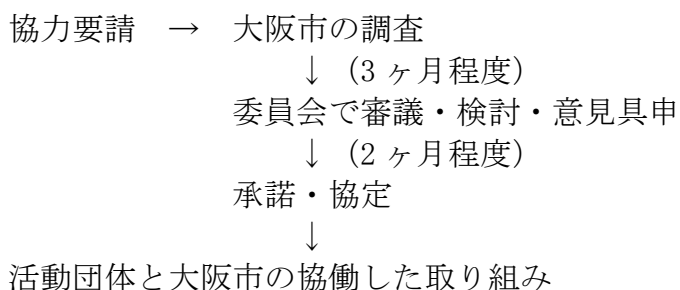 協力要請 → 大阪市の調査
↓(3 ヶ月程度)
委員会で審議・検討・意見具申
↓(2 ヶ月程度)
承諾・協定
↓
活動団体と大阪市の協働した取り組み